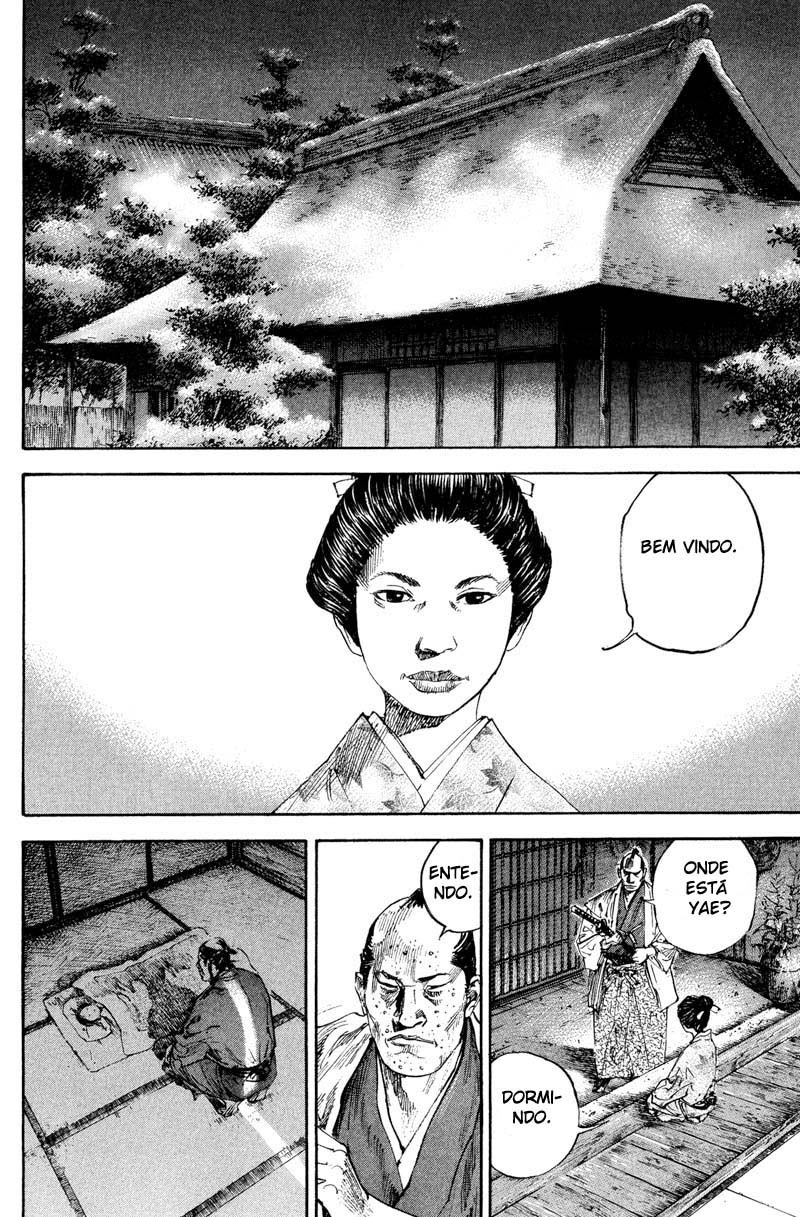 BEM VINDO.
ONDE
ESTÁ
YAE?
DORMI-
NDO.
ENTE-
NDO.